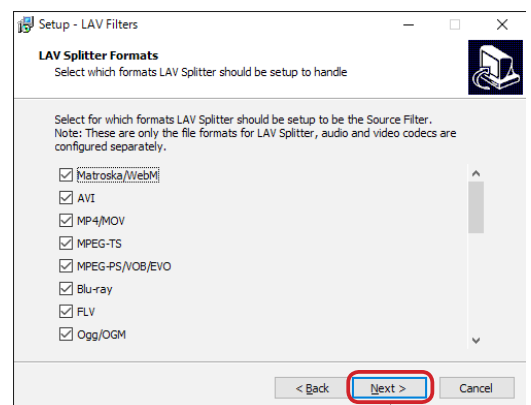 Setup - LAV Filters
LAV Splitter Formats
Select which formats LAV Splitter should be setup to handle
Select for which formats LAV Splitter should be setup to be the Source Filter.
Note: These are only the file formats for LAV Splitter, audio and video codecs are
configured separately.
Matroska/WebM
AVI
MP4/MOV
MPEG-TS
MPEG-PS/VOB/EVO
Blu-ray
FLV
Ogg/OGM
< Back Next > Cancel